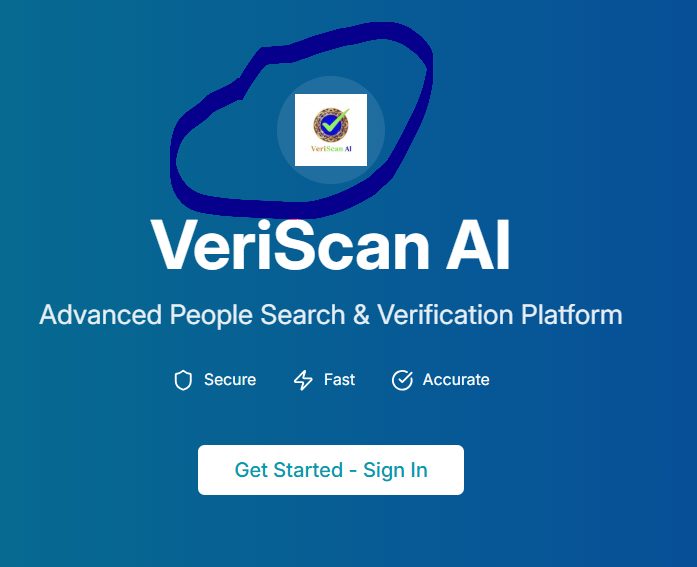 VeriScan AI
VeriScan AI
Advanced People Search & Verification Platform
Secure Fast Accurate
Get Started - Sign In